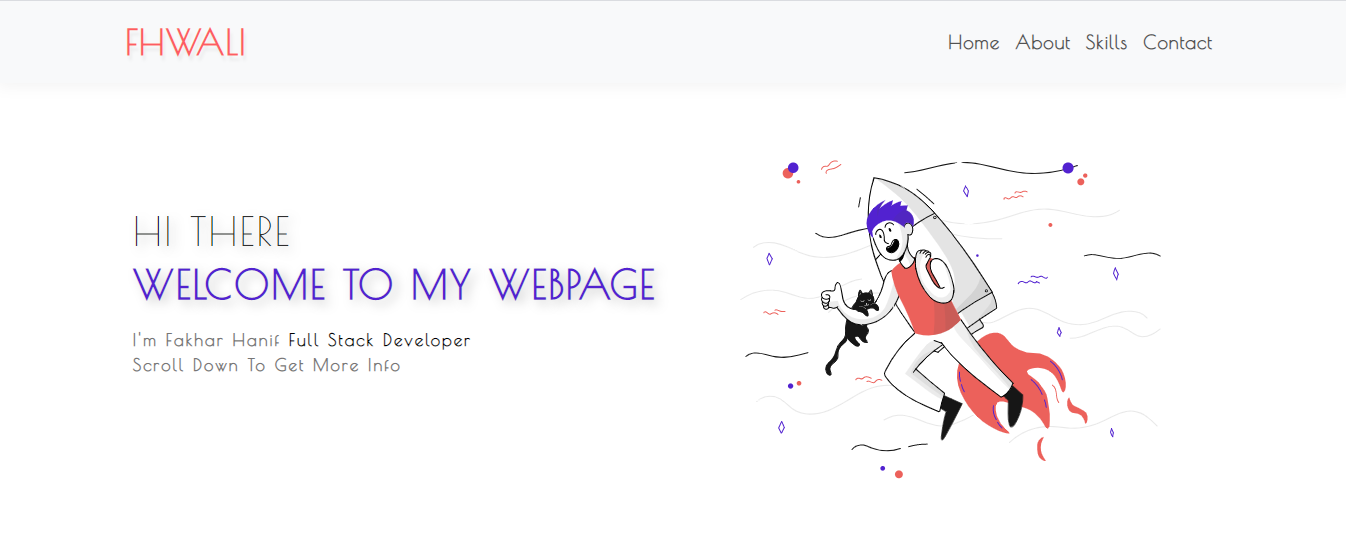 FHWALI
Home About Skills Contact
HI THERE
WELCOME TO MY WEBPAGE
I'm Fakhar Hanif Full Stack Developer
Scroll Down To Get More Info